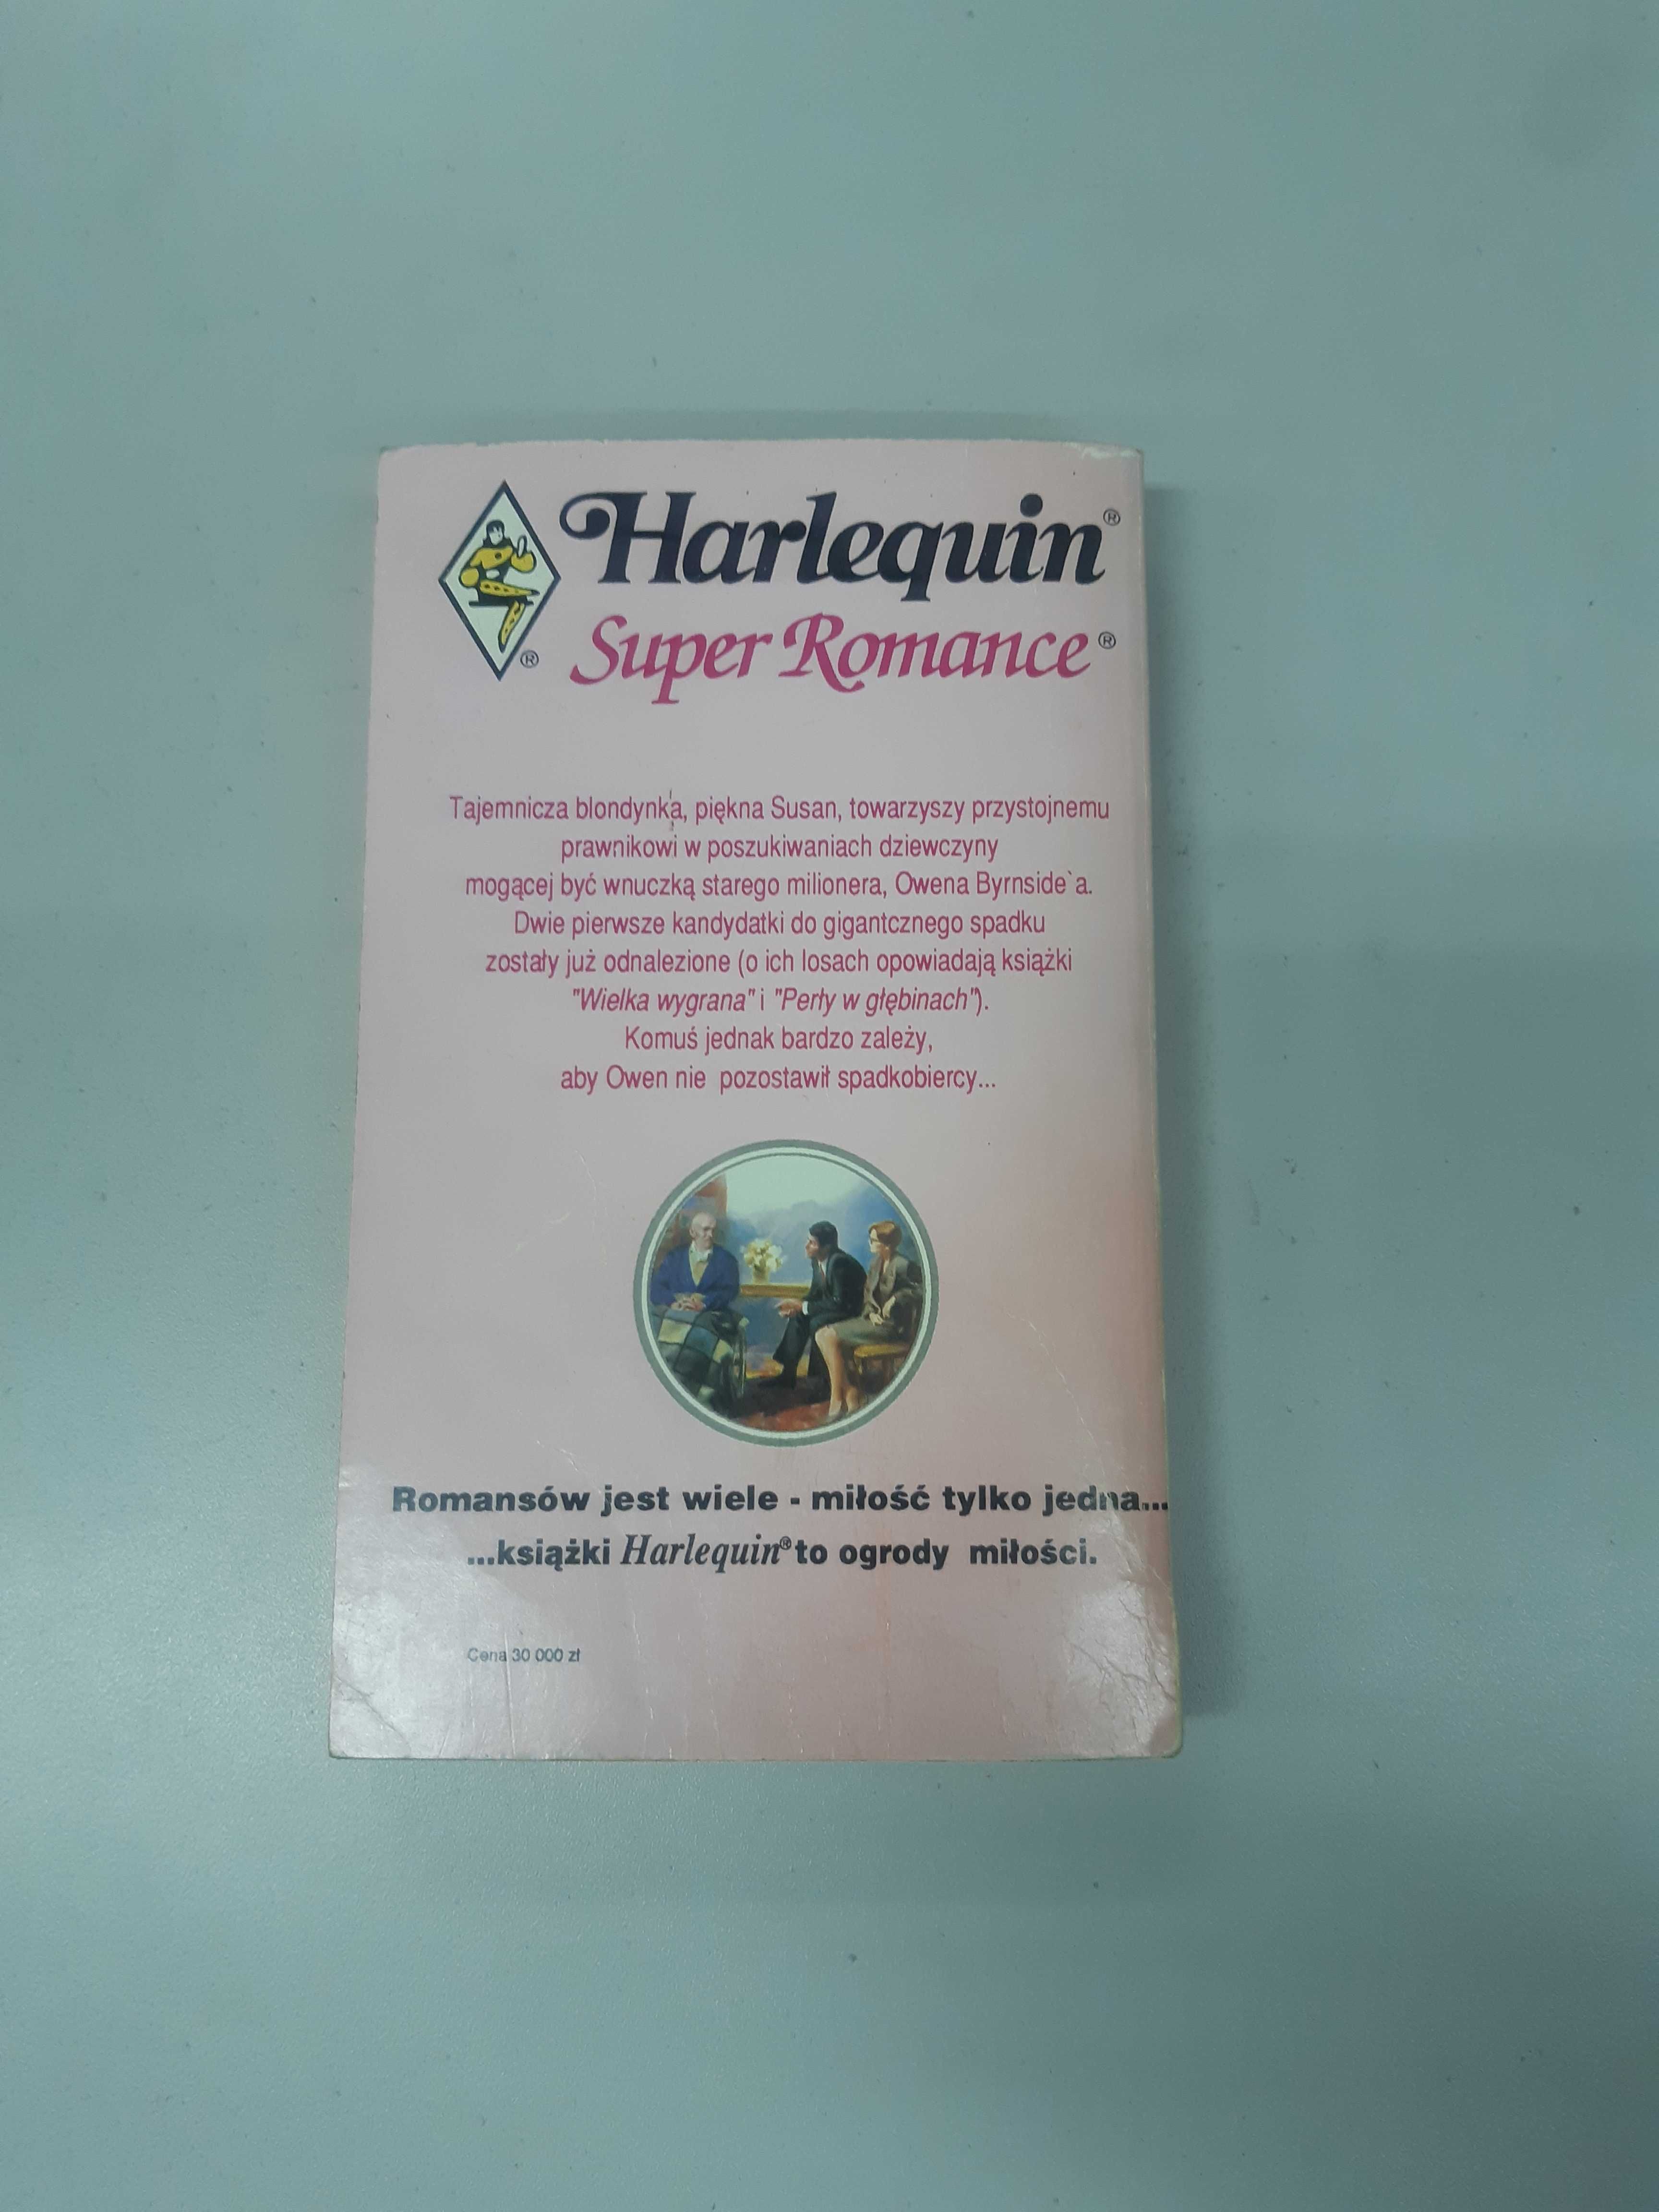 Harlequin®
Super Romance®
®
Tajemnicza blondynka, piękna Susan, towarzyszy przystojnemu
prawnikowi w poszukiwaniach dziewczyny
mogącej być wnuczką starego milionera, Owena Byrnside`a.
Dwie pierwsze kandydatki do gigantcznego spadku
zostały już odnalezione (o ich losach opowiadają książki
"Wielka wygrana" i "Perły w głębinach").
Komuś jednak bardzo zależy,
aby Owen nie pozostawił spadkobiercy...
Romansów jest wiele - miłość tylko jedna...
...książki Harlequin® to ogrody miłości.
Cena 30 000 zł